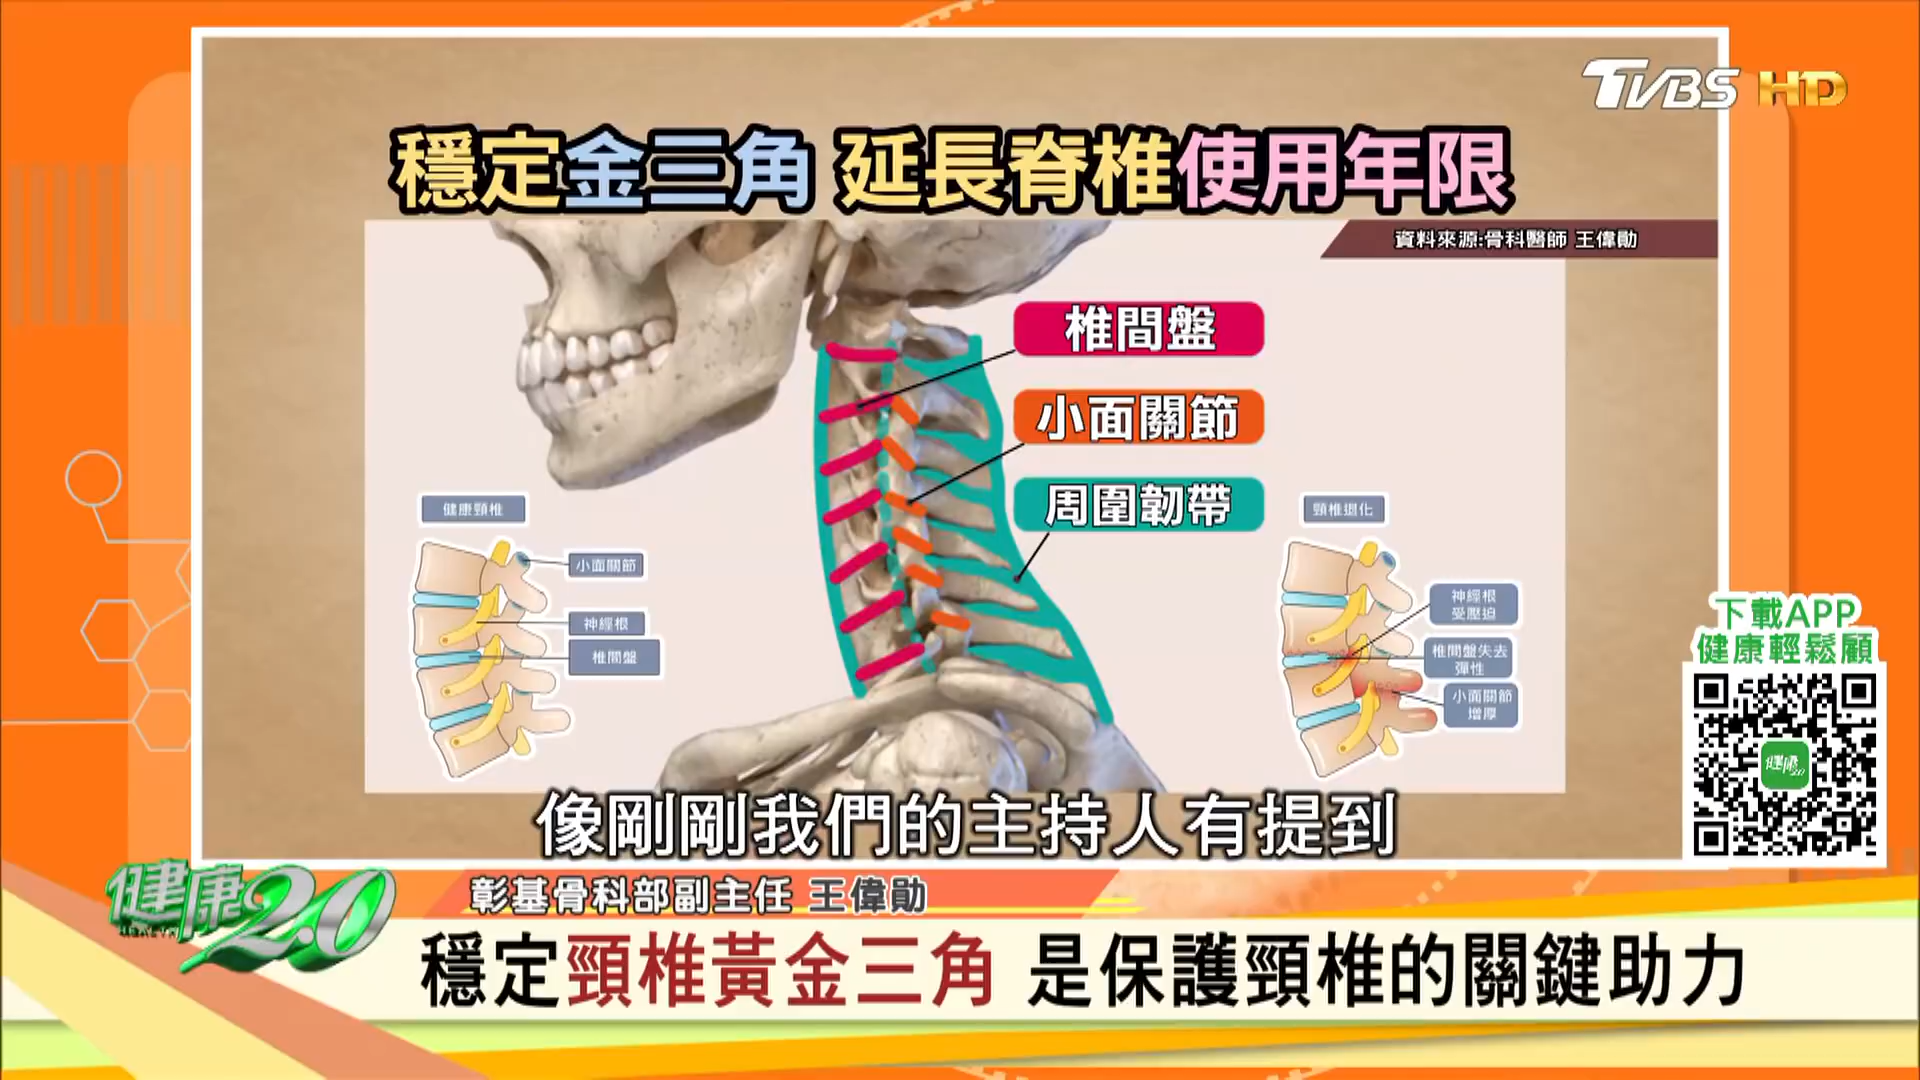 TVBS HD
穩定金三角 延長脊椎使用年限
資料來源:骨科醫師 王偉勛
椎間盤
小面關節
周圍韌帶
健康頸椎
小面關節
神經根
椎間盤
頸椎退化
神經根
受壓迫
椎間盤失去
彈性
小面關節
增厚
下載APP
健康輕鬆顧
健康2.0
像剛剛我們的主持人有提到
健康2.0
HEALTH
彰基骨科部副主任 王偉勛
穩定頸椎黃金三角 是保護頸椎的關鍵助力